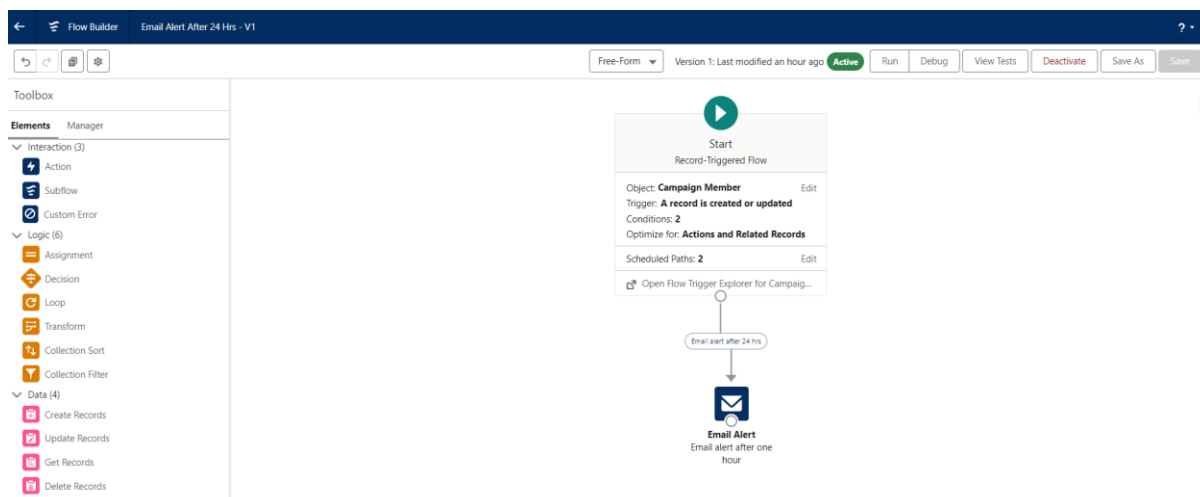 Flow Builder Email Alert After 24 Hrs - V1 ?
Free-Form Version 1: Last modified an hour ago Active Run Debug View Tests Deactivate Save As Save
Toolbox
Elements Manager
Interaction (3)
Action
Subflow
Custom Error
Logic (6)
Assignment
Decision
Loop
Transform
Collection Sort
Collection Filter
Data (4)
Create Records
Update Records
Get Records
Delete Records
Start
Record-Triggered Flow
Object: Campaign Member Edit
Trigger: A record is created or updated
Conditions: 2
Optimize for: Actions and Related Records
Scheduled Paths: 2 Edit
Open Flow Trigger Explorer for Campaig...
Email alert after 24 hrs
Email Alert
Email alert after one
hour